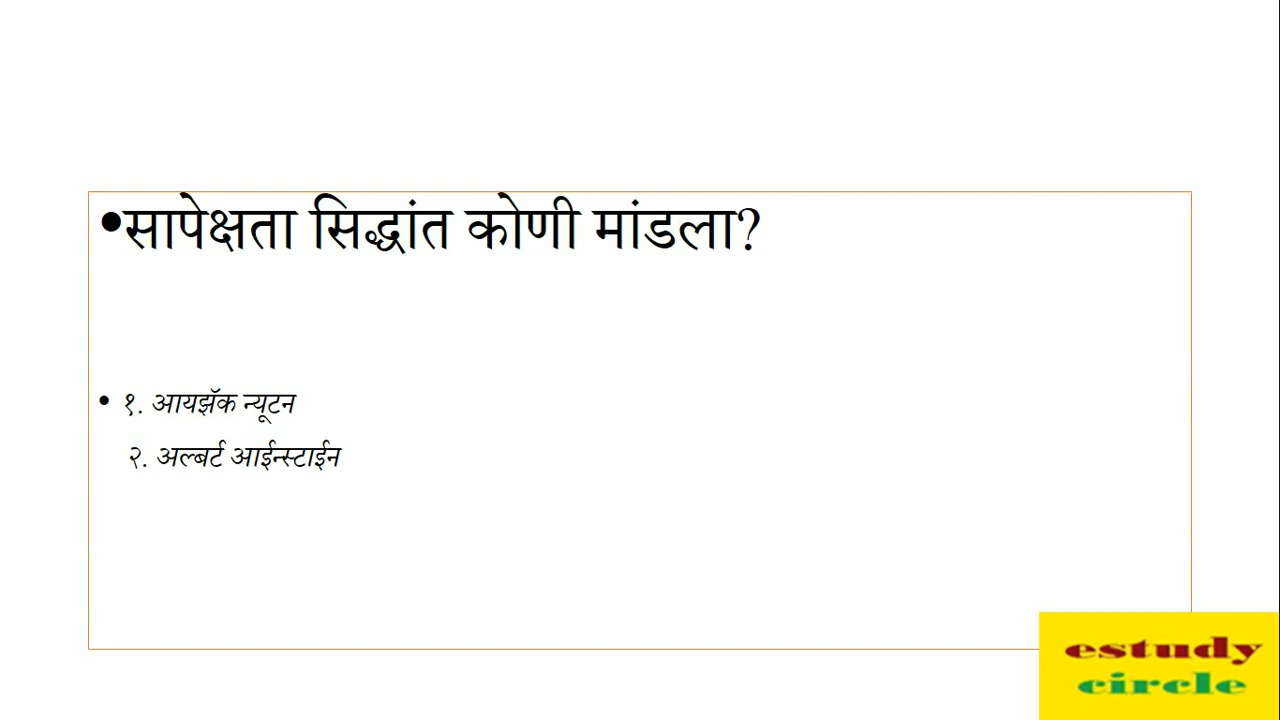 •सापेक्षता सिद्धांत कोणी मांडला?
• १. आयझॅक न्यूटन
२. अल्बर्ट आईन्स्टाईन
estudy
circle